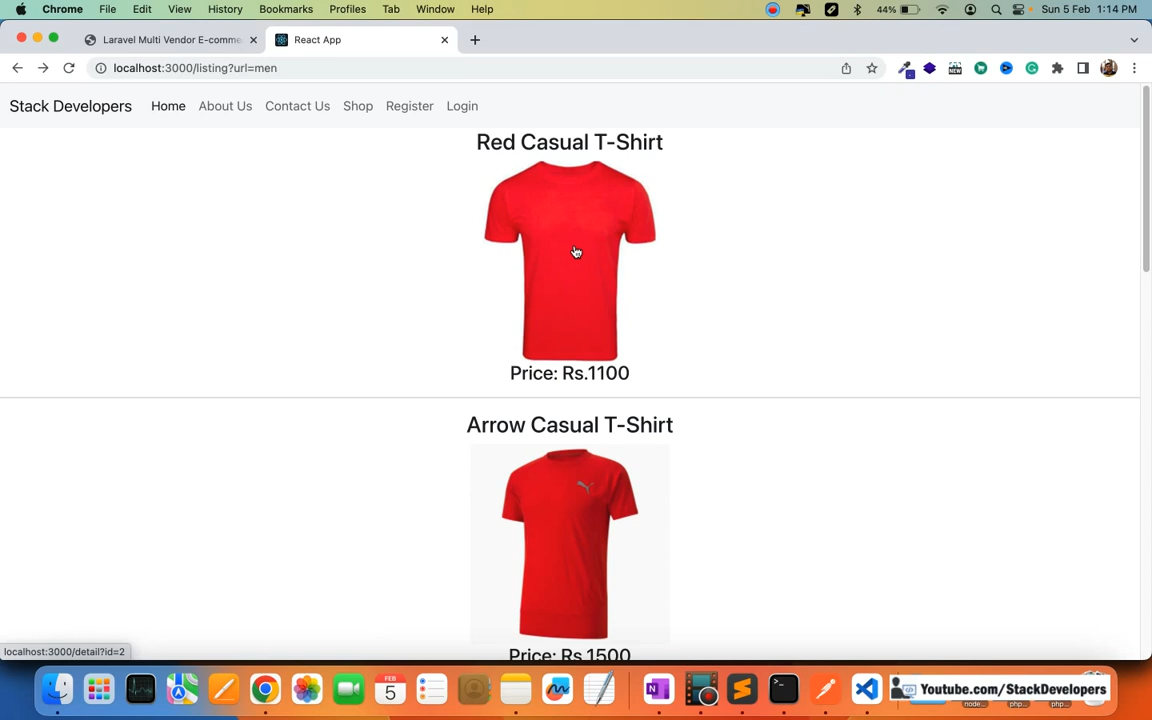 Chrome File Edit View History Bookmarks Profiles Tab Window Help 44% Sun 5 Feb 1:14 PM
Laravel Multi Vendor E-comme React App
localhost:3000/listing?url=men NEW
Stack Developers Home About Us Contact Us Shop Register Login
Red Casual T-Shirt
Price: Rs.1100
Arrow Casual T-Shirt
Price: Rs.1500
localhost:3000/detail?id=2
FEB
5
Youtube.com/StackDevelopers